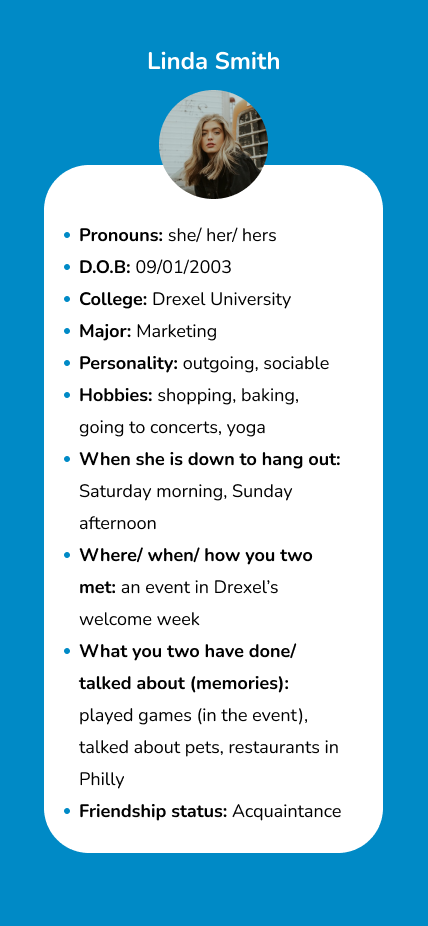 Linda Smith
Pronouns: she/ her/ hers
D.O.B: 09/01/2003
College: Drexel University
Major: Marketing
Personality: outgoing, sociable
Hobbies: shopping, baking,
going to concerts, yoga
When she is down to hang out:
Saturday morning, Sunday
afternoon
Where/ when/ how you two
met: an event in Drexel’s
welcome week
What you two have done/
talked about (memories):
played games (in the event),
talked about pets, restaurants in
Philly
Friendship status: Acquaintance